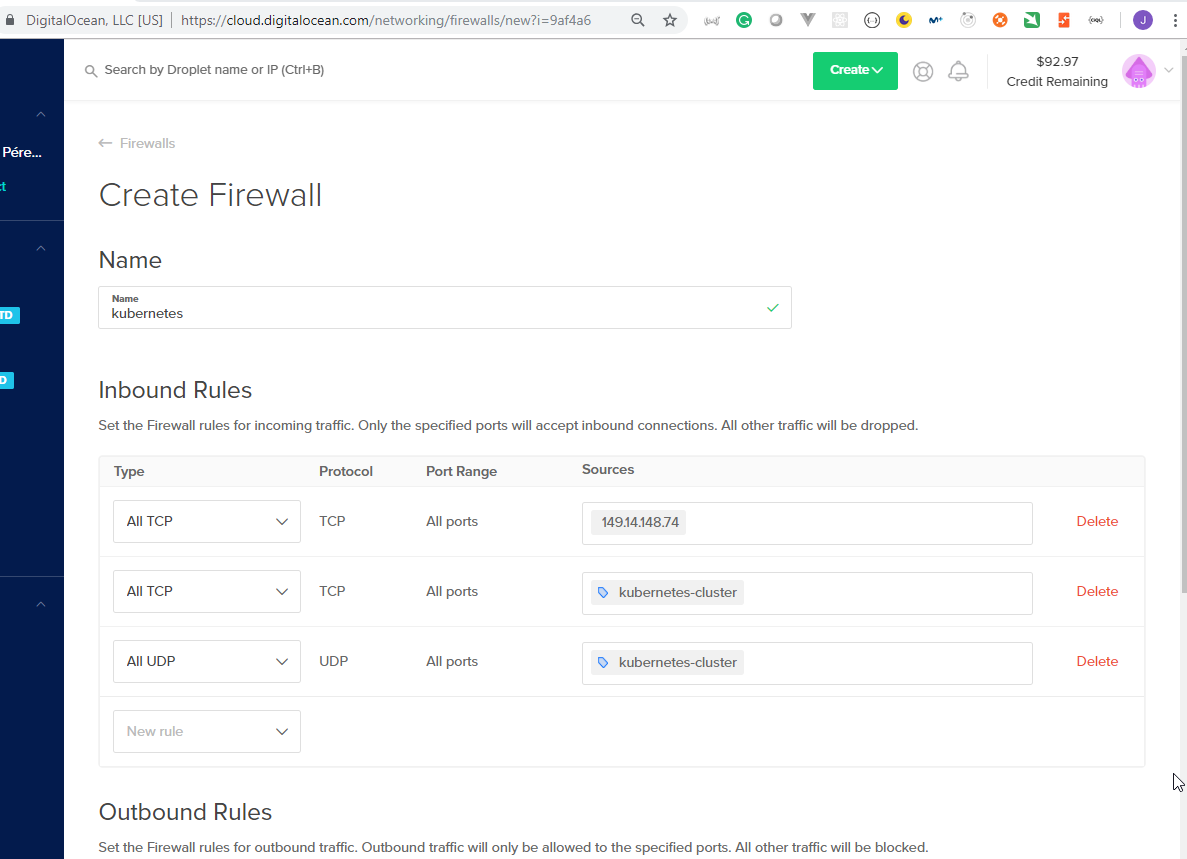 DigitalOcean, LLC [US] | https://cloud.digitalocean.com/networking/firewalls/new?i=9af4a6
J
Search by Droplet name or IP (Ctrl+B)
Create
$92.97
Credit Remaining
Pére...
ct
TD
D
← Firewalls
Create Firewall
Name
Name
kubernetes
Inbound Rules
Set the Firewall rules for incoming traffic. Only the specified ports will accept inbound connections. All other traffic will be dropped.
Type Protocol Port Range Sources
All TCP TCP All ports 149.14.148.74 Delete
All TCP TCP All ports kubernetes-cluster Delete
All UDP UDP All ports kubernetes-cluster Delete
New rule
Outbound Rules
Set the Firewall rules for outbound traffic. Outbound traffic will only be allowed to the specified ports. All other traffic will be blocked.